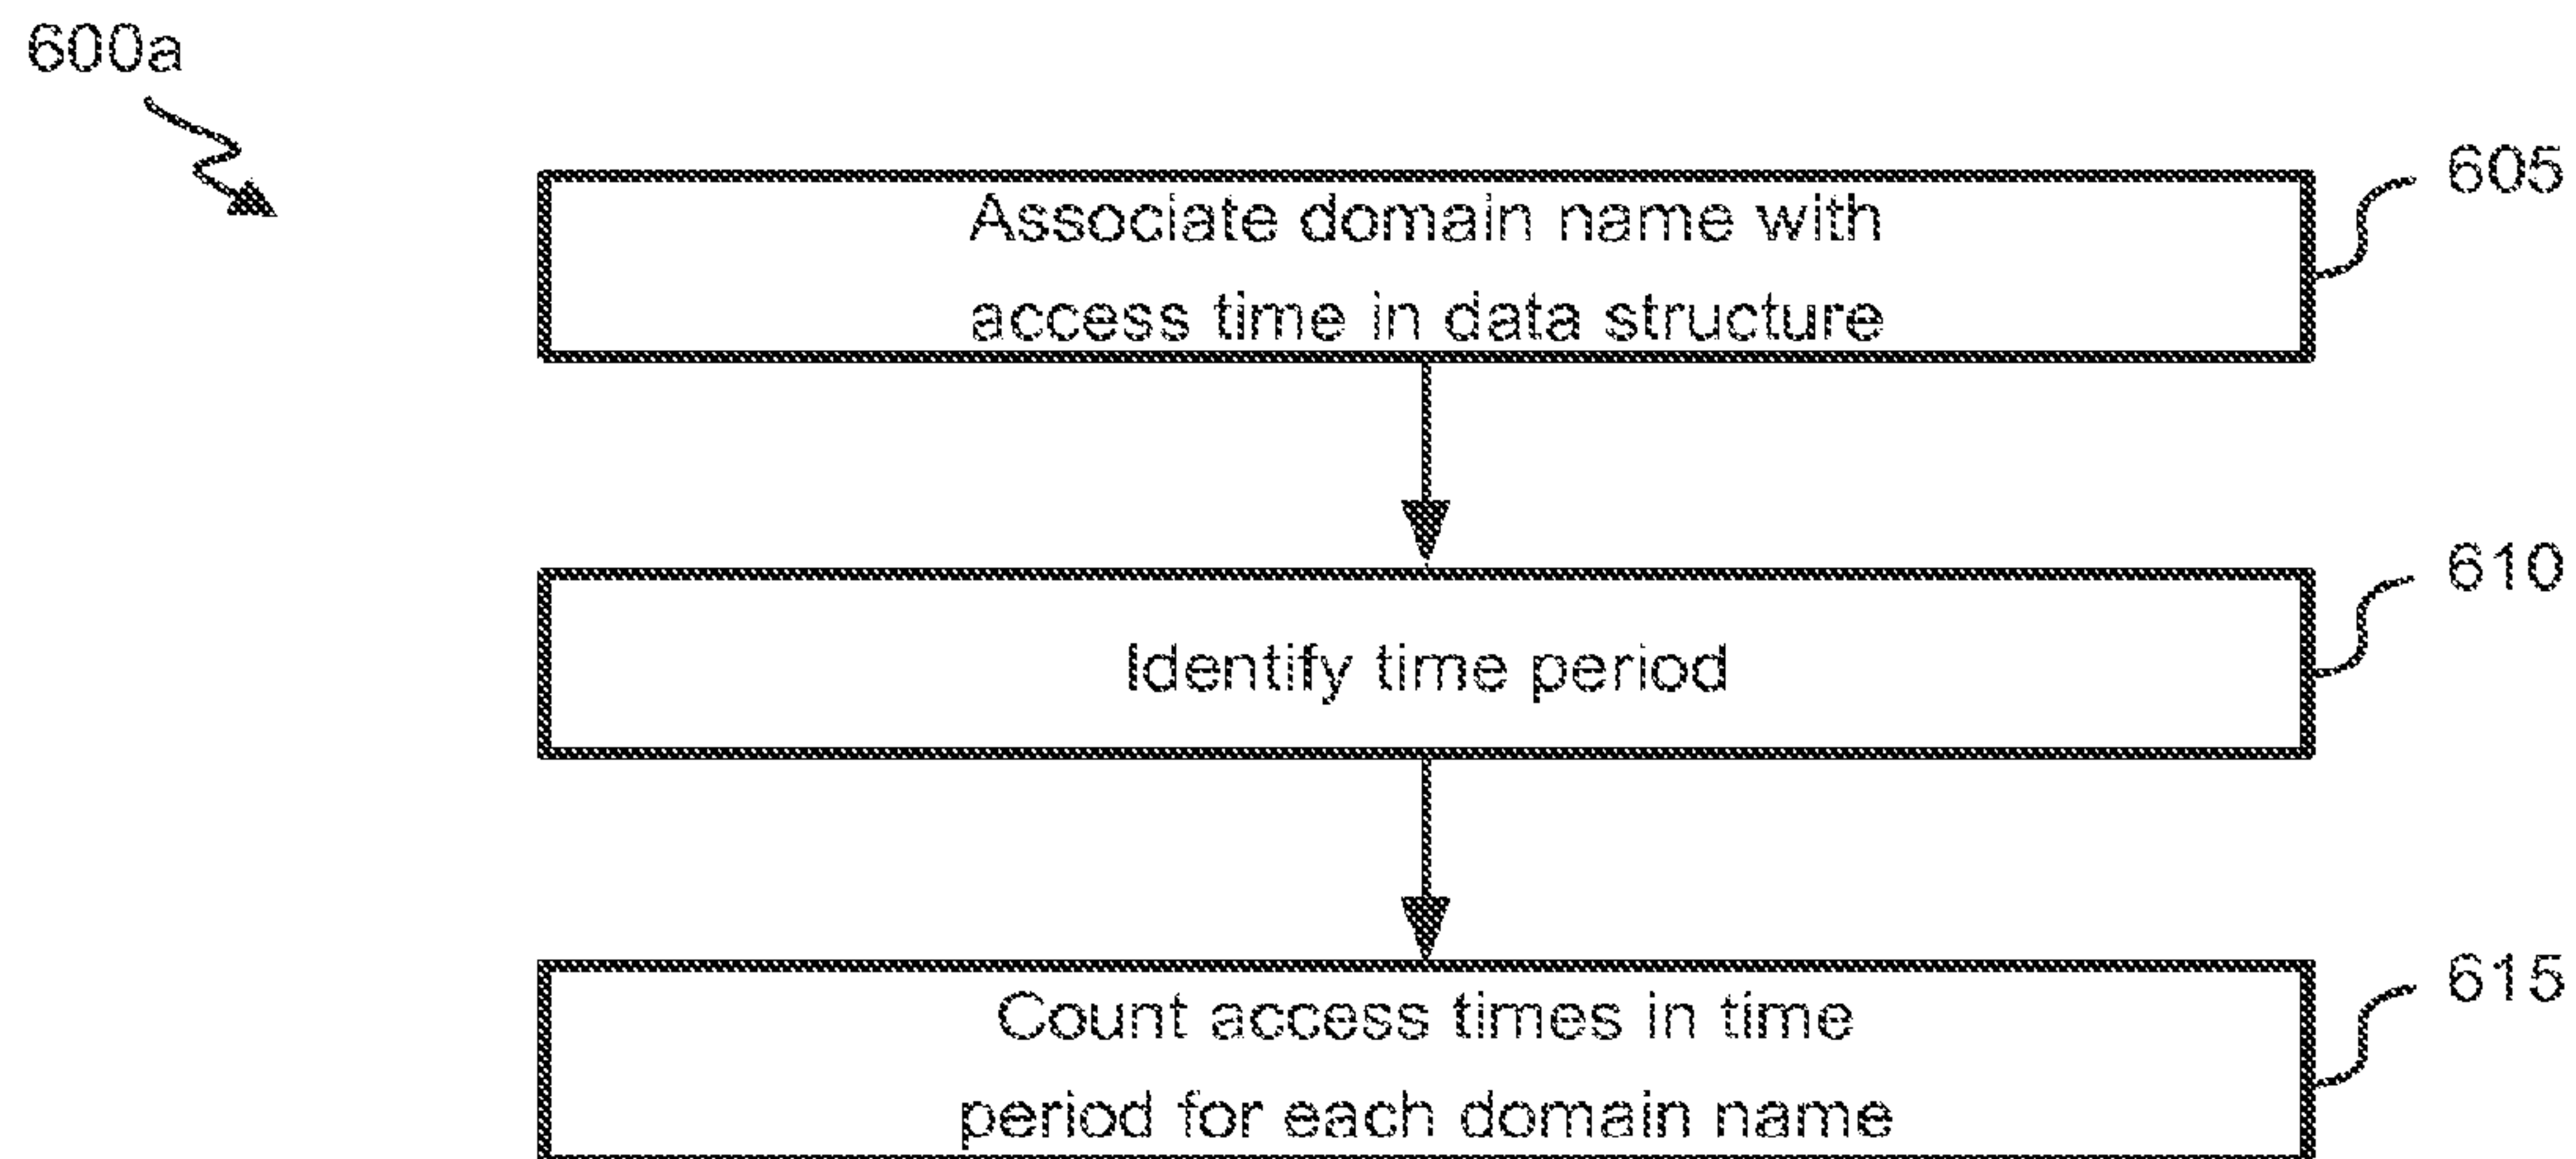 600a
605
Associate domain name with
access time in data structure
610
Identify time period
615
Count access times in time
period for each domain name